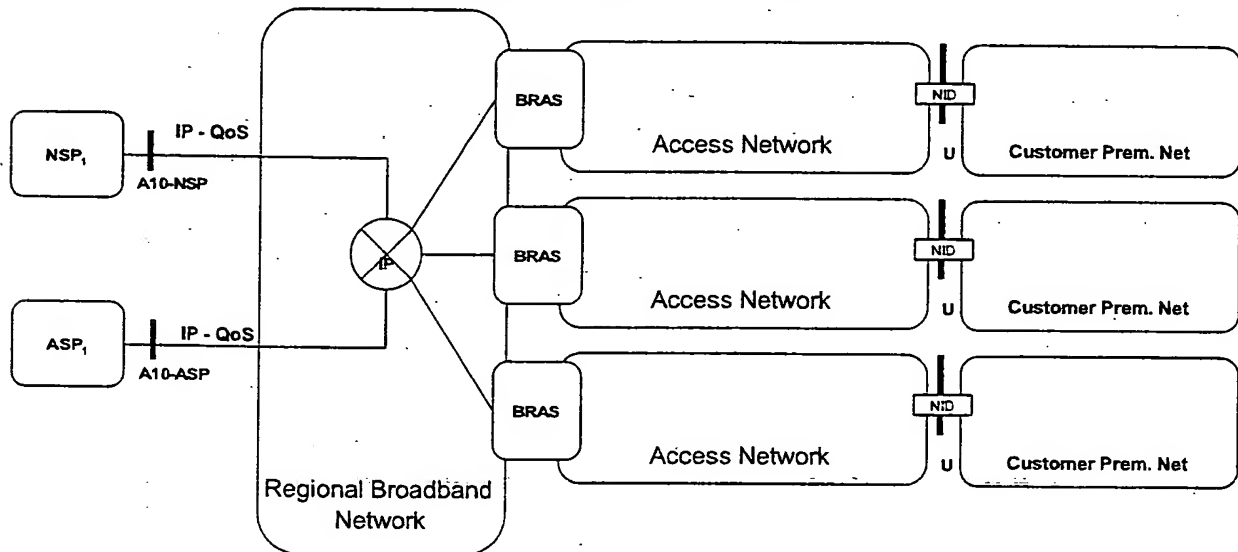 NSP₁
IP - QoS
A10-NSP
ASP₁
IP - QoS
A10-ASP
IP
Regional Broadband
Network
BRAS
Access Network
NID
U
Customer Prem. Net
BRAS
Access Network
NID
U
Customer Prem. Net
BRAS
Access Network
NID
U
Customer Prem. Net